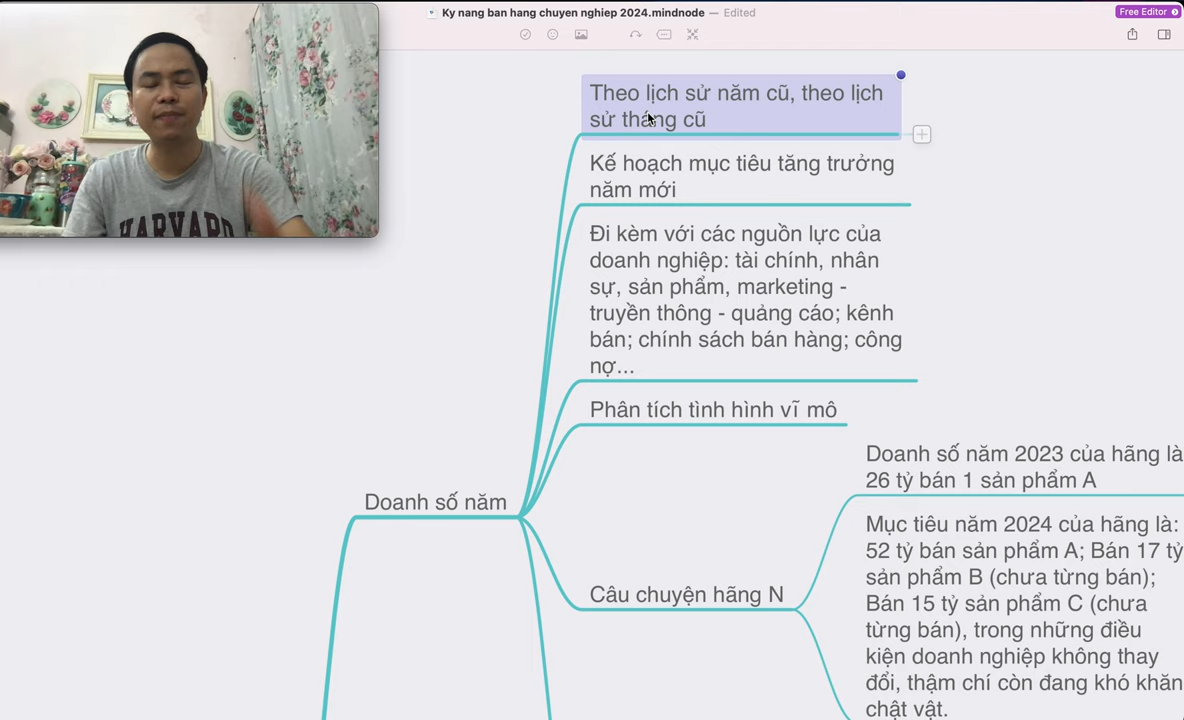 Ky nang ban hang chuyen nghiep 2024.mindnode — Edited
Free Editor
HARVARD
Theo lịch sử năm cũ, theo lịch
sử tháng cũ
Kế hoạch mục tiêu tăng trưởng
năm mới
Đi kèm với các nguồn lực của
doanh nghiệp: tài chính, nhân
sự, sản phẩm, marketing -
truyền thông - quảng cáo; kênh
bán; chính sách bán hàng; công
nợ...
Phân tích tình hình vĩ mô
Doanh số năm
Câu chuyện hãng N
Doanh số năm 2023 của hãng là
26 tỷ bán 1 sản phẩm A
Mục tiêu năm 2024 của hãng là:
52 tỷ bán sản phẩm A; Bán 17 tỷ
sản phẩm B (chưa từng bán);
Bán 15 tỷ sản phẩm C (chưa
từng bán), trong những điều
kiện doanh nghiệp không thay
đổi, thậm chí còn đang khó khăn
chật vật.